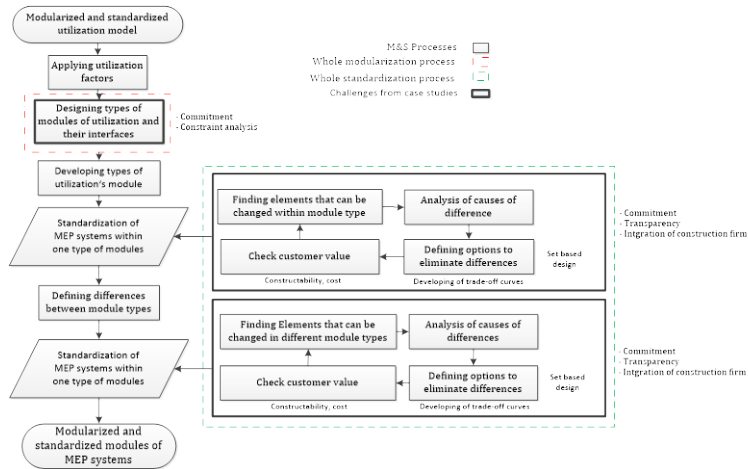 Modularized and standardized
utilization model
Applying utilization
factors
Designing types of
modules of utilization and
their interfaces
- Commitment
- Constraint analysis
Developing types of
utilization's module
Standardization of
MEP systems within
one type of modules
Defining differences
between module types
Standardization of
MEP systems within
one type of modules
Modularized and
standardized modules of
MEP systems
M&S Processes
Whole modularization process
Whole standardization process
Challenges from case studies
Finding elements that can be
changed within module type
Analysis of causes of
difference
Check customer value
Defining options to
eliminate differences
Set based
design
Constructability, cost
Developing of trade-off curves
- Commitment
- Transparency
- Intgration of construction firm
Finding Elements that can be
changed in different module types
Analysis of causes of
differences
Check customer value
Defining options to
eliminate differences
Set based
design
Constructability, cost
Developing of trade-off curves
- Commitment
- Transparency
- Intgration of construction firm